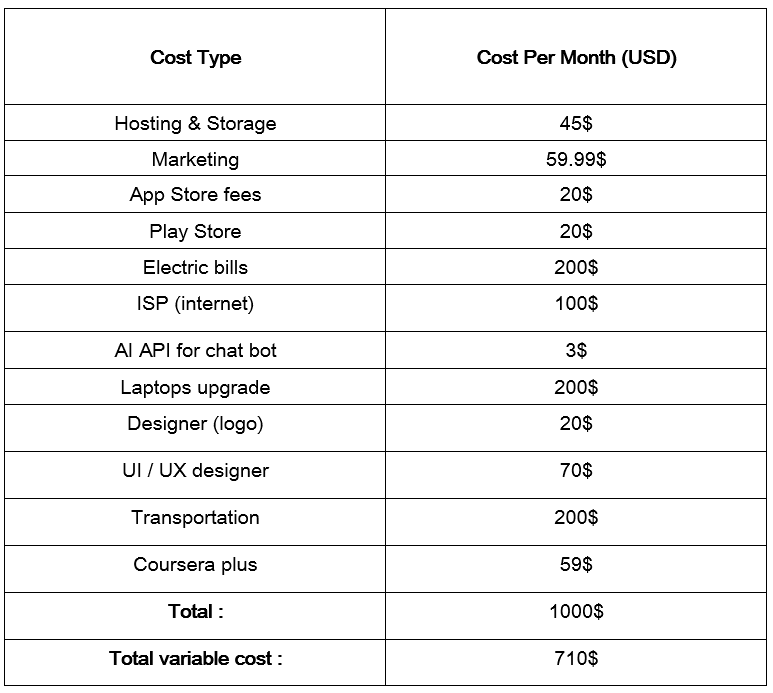 Cost Type Cost Per Month (USD)
Hosting & Storage 45$
Marketing 59.99$
App Store fees 20$
Play Store 20$
Electric bills 200$
ISP (internet) 100$
AI API for chat bot 3$
Laptops upgrade 200$
Designer (logo) 20$
UI / UX designer 70$
Transportation 200$
Coursera plus 59$
Total : 1000$
Total variable cost : 710$